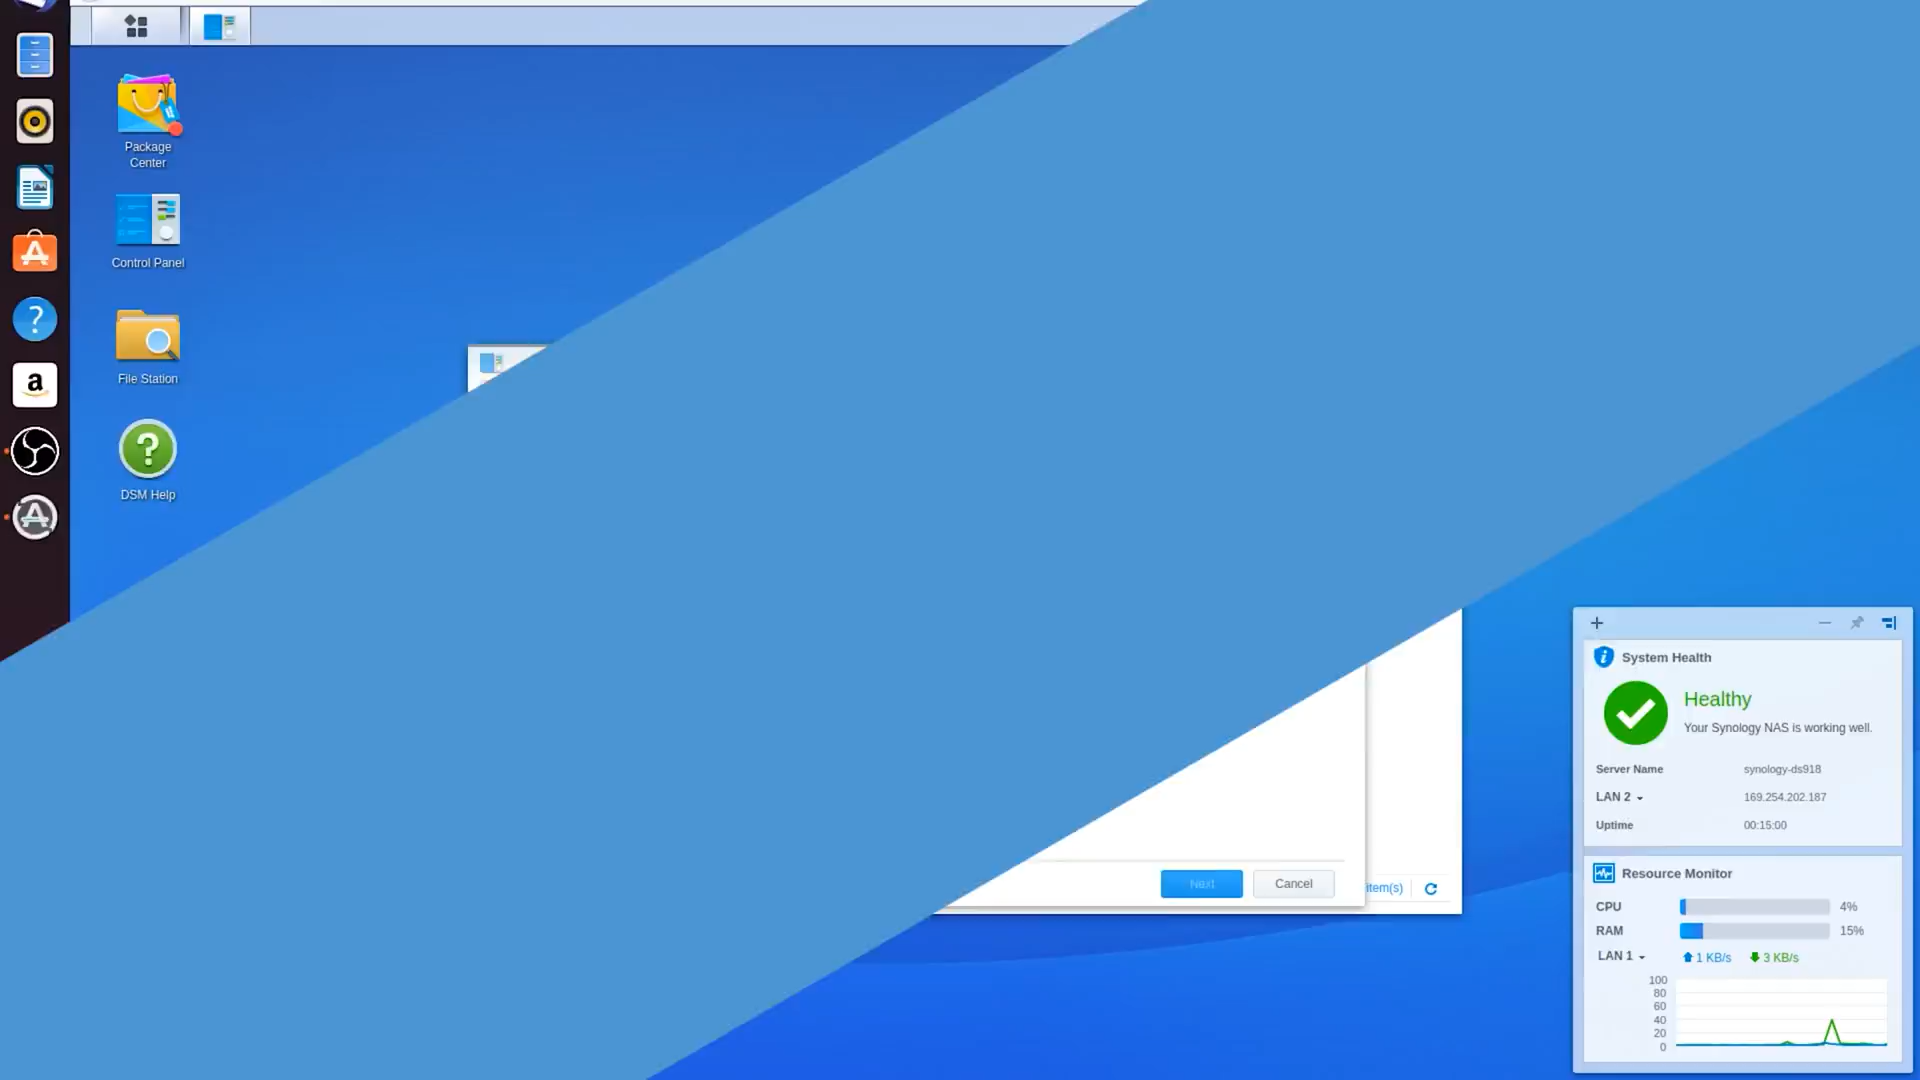 Package
Center
Control Panel
File Station
DSM Help
Next
Cancel
item(s)
System Health
Healthy
Your Synology NAS is working well.
Server Name synology-ds918
LAN 2 169.254.202.187
Uptime 00:15:00
Resource Monitor
CPU 4%
RAM 15%
LAN 1 1 KB/s 3 KB/s
100
80
60
40
20
0